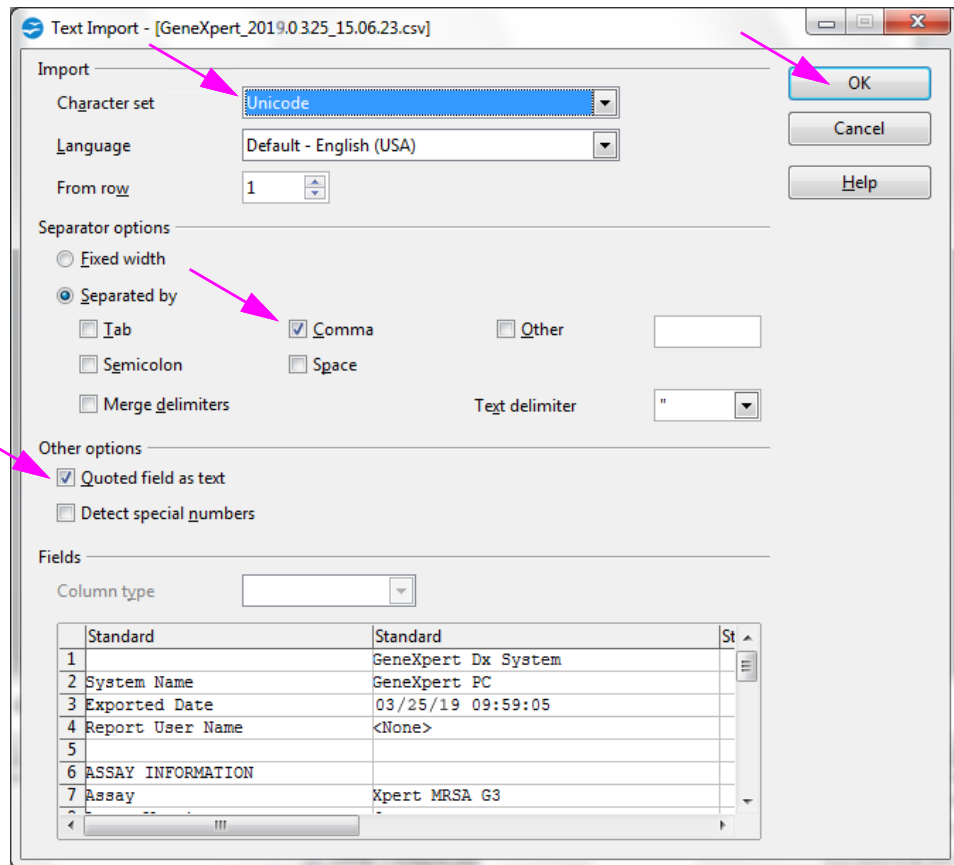 Text Import - [GeneXpert_2019.0325_15.06.23.csv]
Import
Character set Unicode
Language Default - English (USA)
From row 1
OK
Cancel
Help
Separator options
Fixed width
Separated by
Tab Comma Other
Semicolon Space
Merge delimiters Text delimiter "
Other options
Quoted field as text
Detect special numbers
Fields
Column type
Standard Standard St
1 GeneXpert Dx System
2 System Name GeneXpert PC
3 Exported Date 03/25/19 09:59:05
4 Report User Name <None>
5
6 ASSAY INFORMATION
7 Assay Xpert MRSA G3